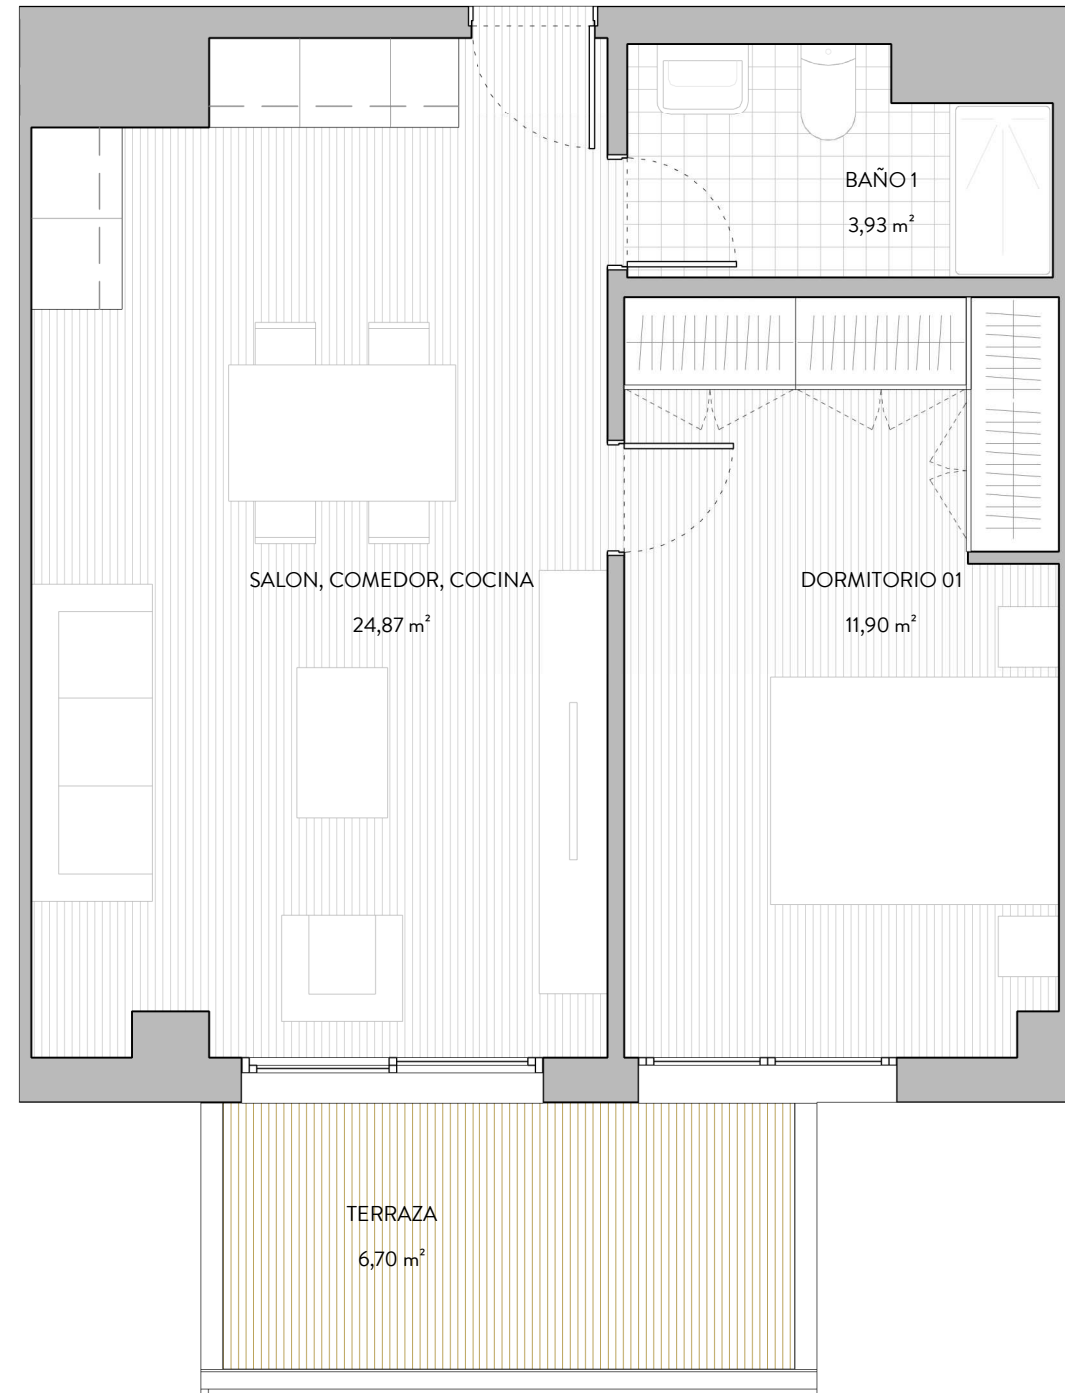 BAÑO 1
3,93 m²
SALON, COMEDOR, COCINA
24,87 m²
DORMITORIO 01
11,90 m²
TERRAZA
6,70 m²